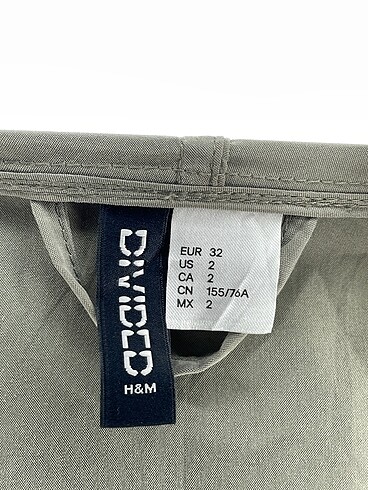 DIVIDED
H&M
EUR 32
US 2
CA 2
CN 155/76A
MX 2